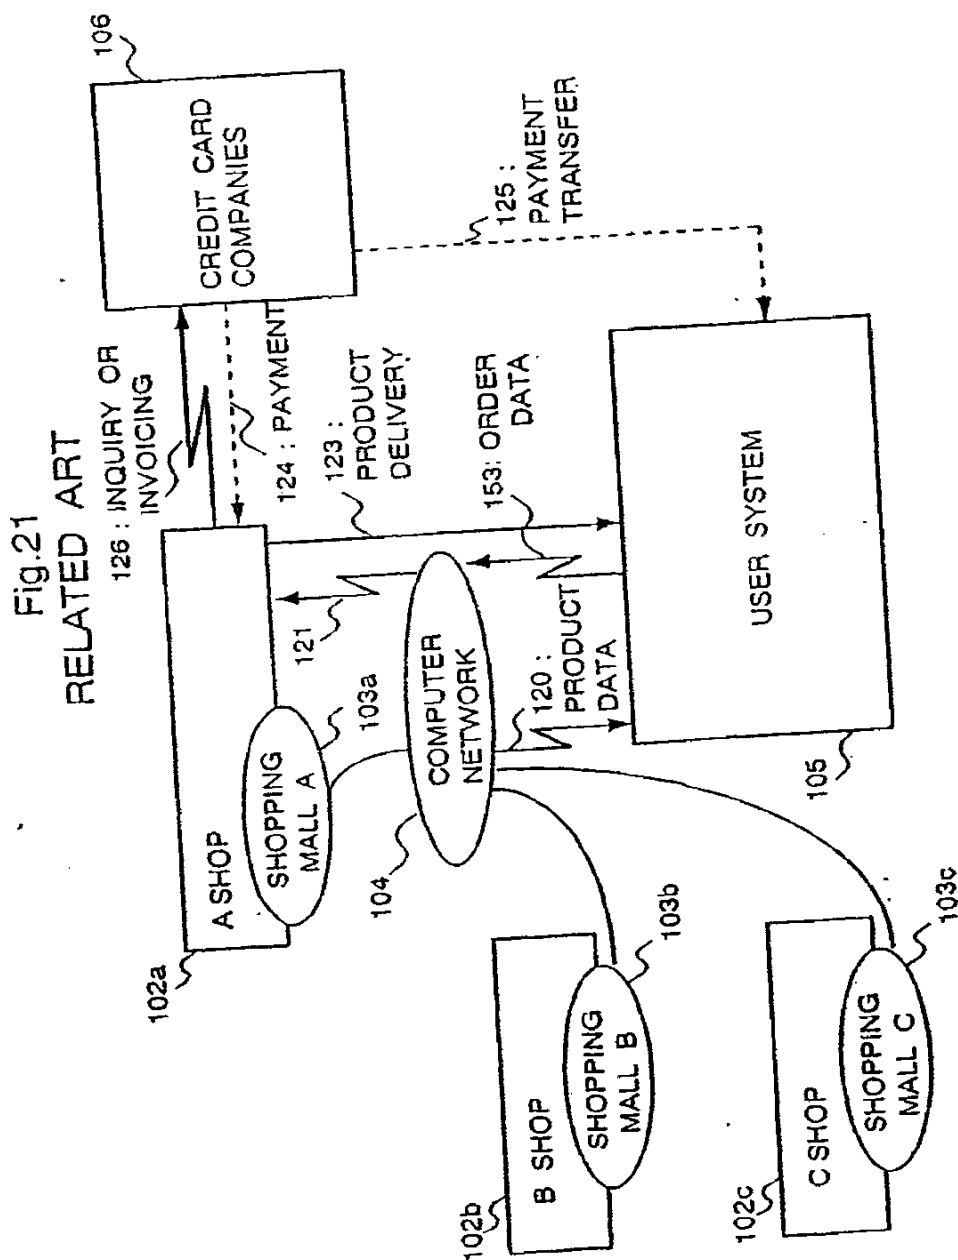 Fig.21
RELATED ART
106
CREDIT CARD
COMPANIES
126 : INQUIRY OR
INVOICING
124 : PAYMENT
125 :
PAYMENT
TRANSFER
123 :
PRODUCT
DELIVERY
153: ORDER
DATA
121
102a
A SHOP
SHOPPING
MALL A
103a
104
COMPUTER
NETWORK
120 :
PRODUCT
DATA
USER SYSTEM
105
102b
B SHOP
SHOPPING
MALL B
103b
102c
C SHOP
SHOPPING
MALL C
103c